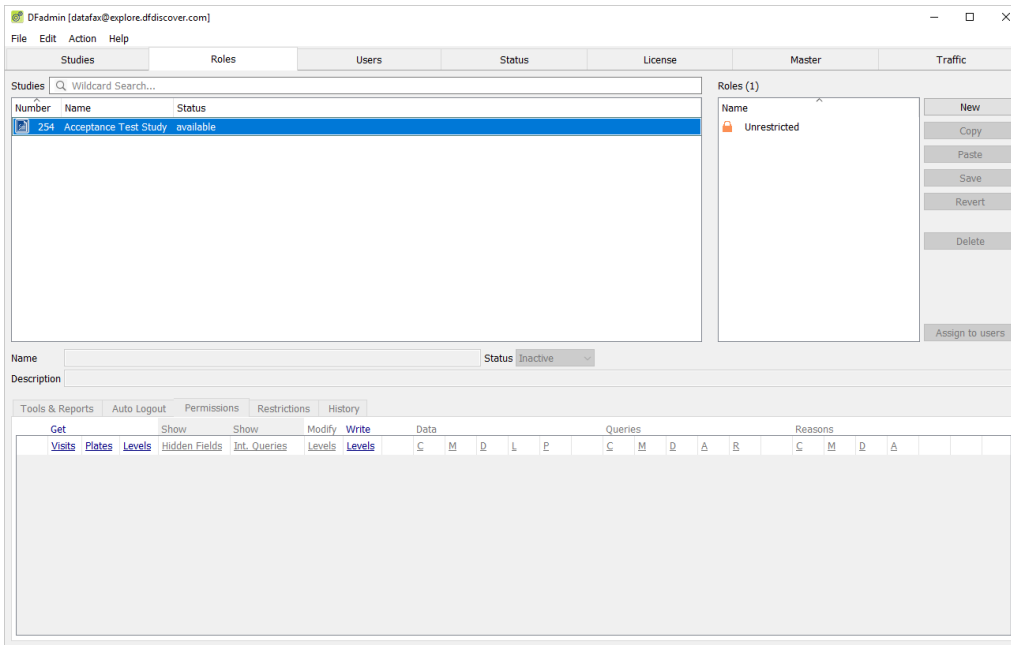 DFadmin [datafax@explore.dfdiscover.com]
File Edit Action Help
Studies Roles Users Status License Master Traffic
Studies Wildcard Search... Roles (1)
Number Name Status Name New
254 Acceptance Test Study available Unrestricted Copy
Paste
Save
Revert
Delete
Assign to users
Name Status Inactive
Description
Tools & Reports Auto Logout Permissions Restrictions History
Get Show Show Modify Write Data Queries Reasons
Visits Plates Levels Hidden Fields Int. Queries Levels Levels C M D L P C M D A R C M D A